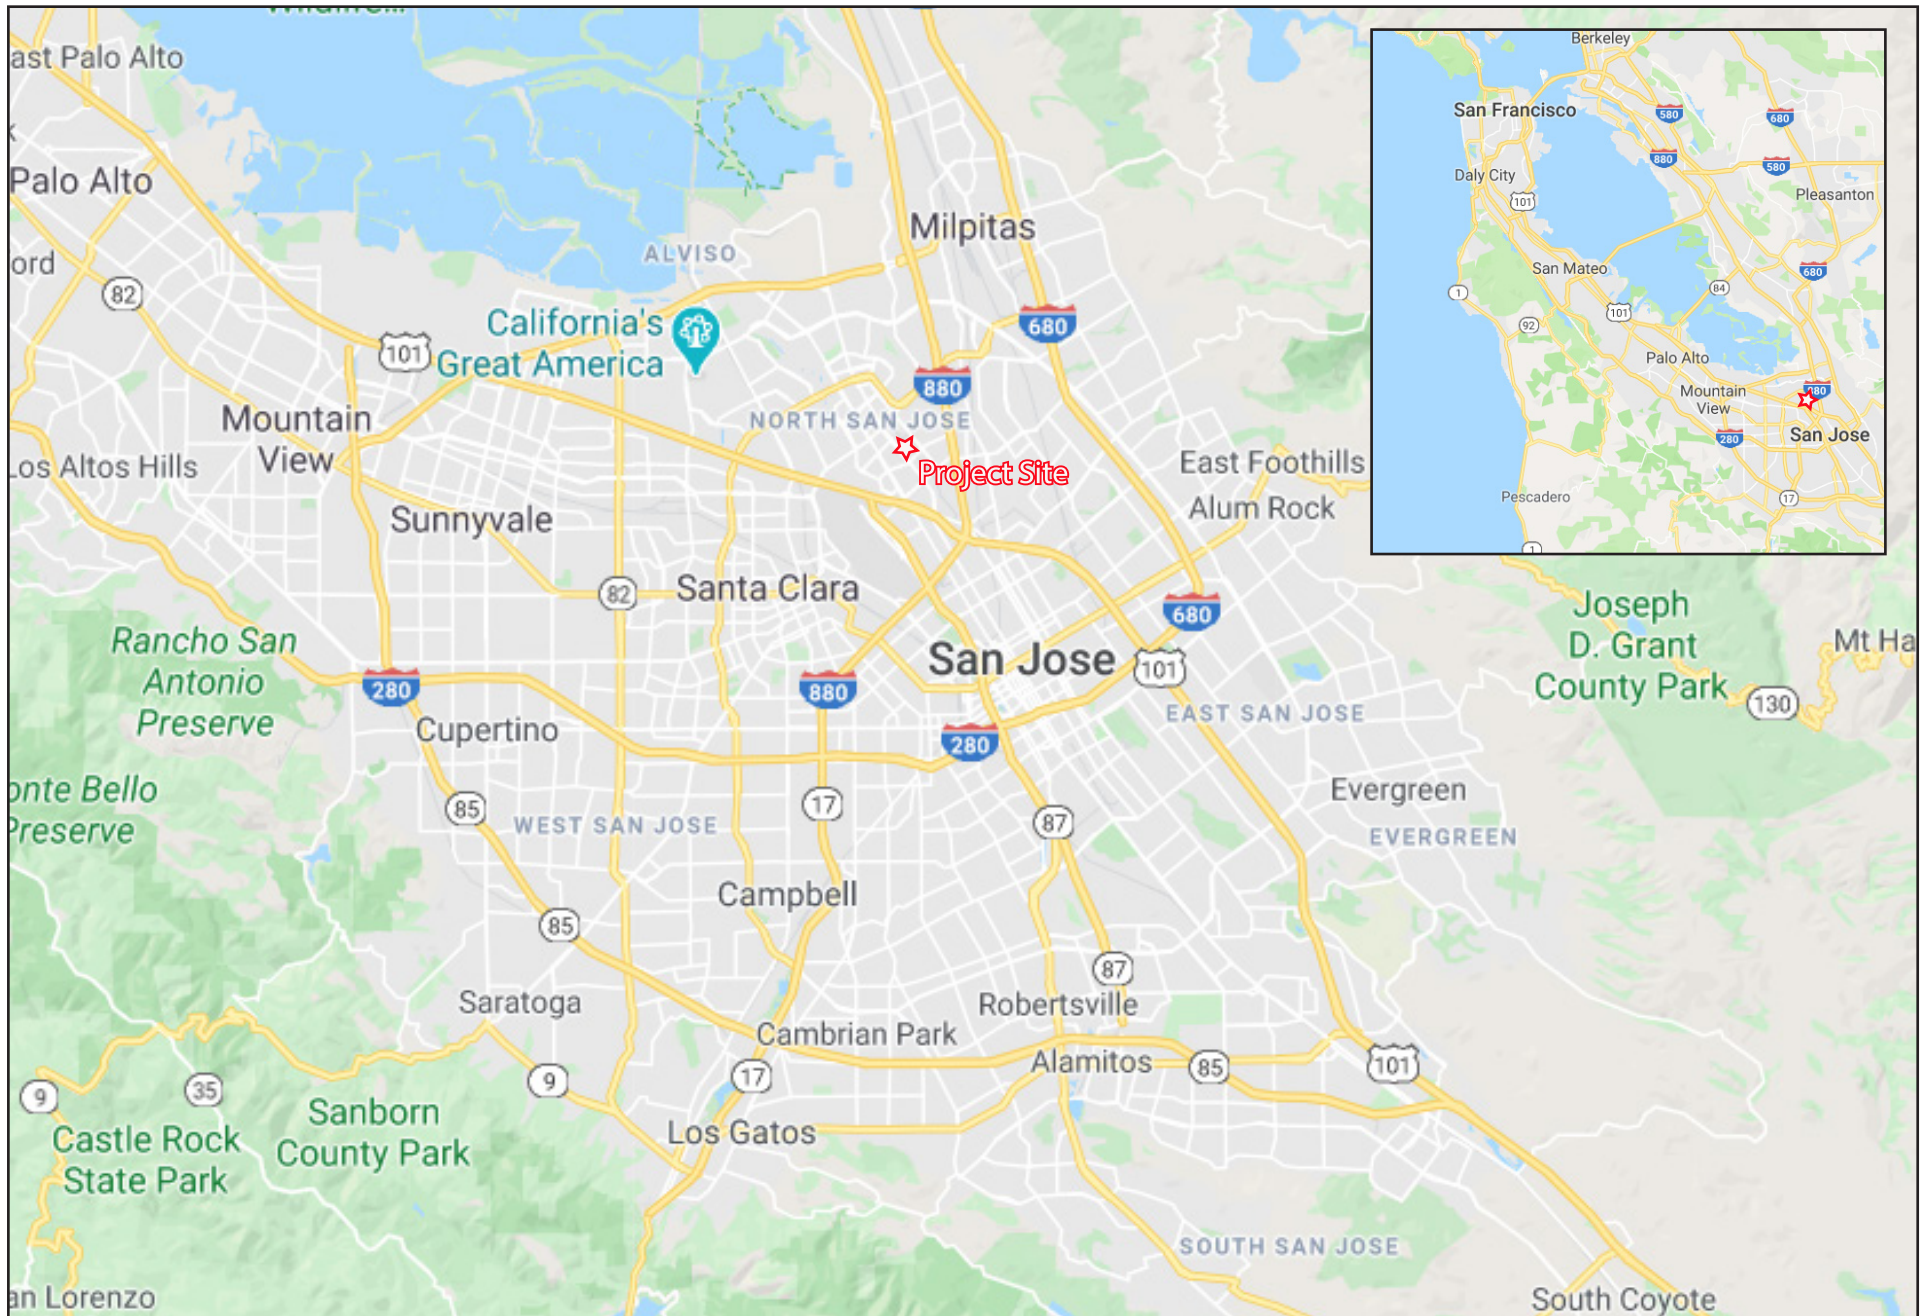 Wildlife...
ast Palo Alto
Palo Alto
ord
82
101
ALVISO
Milpitas
California's
Great America
680
880
NORTH SAN JOSE
Project Site
Mountain
View
Los Altos Hills
Sunnyvale
East Foothills
Alum Rock
82
Santa Clara
680
San Jose
101
Rancho San
Antonio
Preserve
280
880
280
Cupertino
EAST SAN JOSE
Joseph
D. Grant
County Park
Mt Ha
130
onte Bello
Preserve
85
WEST SAN JOSE
17
87
Evergreen
EVERGREEN
Campbell
85
87
Saratoga
Robertsville
Cambrian Park
Alamitos
85
101
9
35
9
17
Castle Rock
State Park
Sanborn
County Park
Los Gatos
SOUTH SAN JOSE
an Lorenzo
South Coyote
Berkeley
San Francisco
580
680
880
580
Daly City
101
Pleasanton
San Mateo
680
1
84
92
101
Palo Alto
Mountain
View
880
280
San Jose
Pescadero
17
1